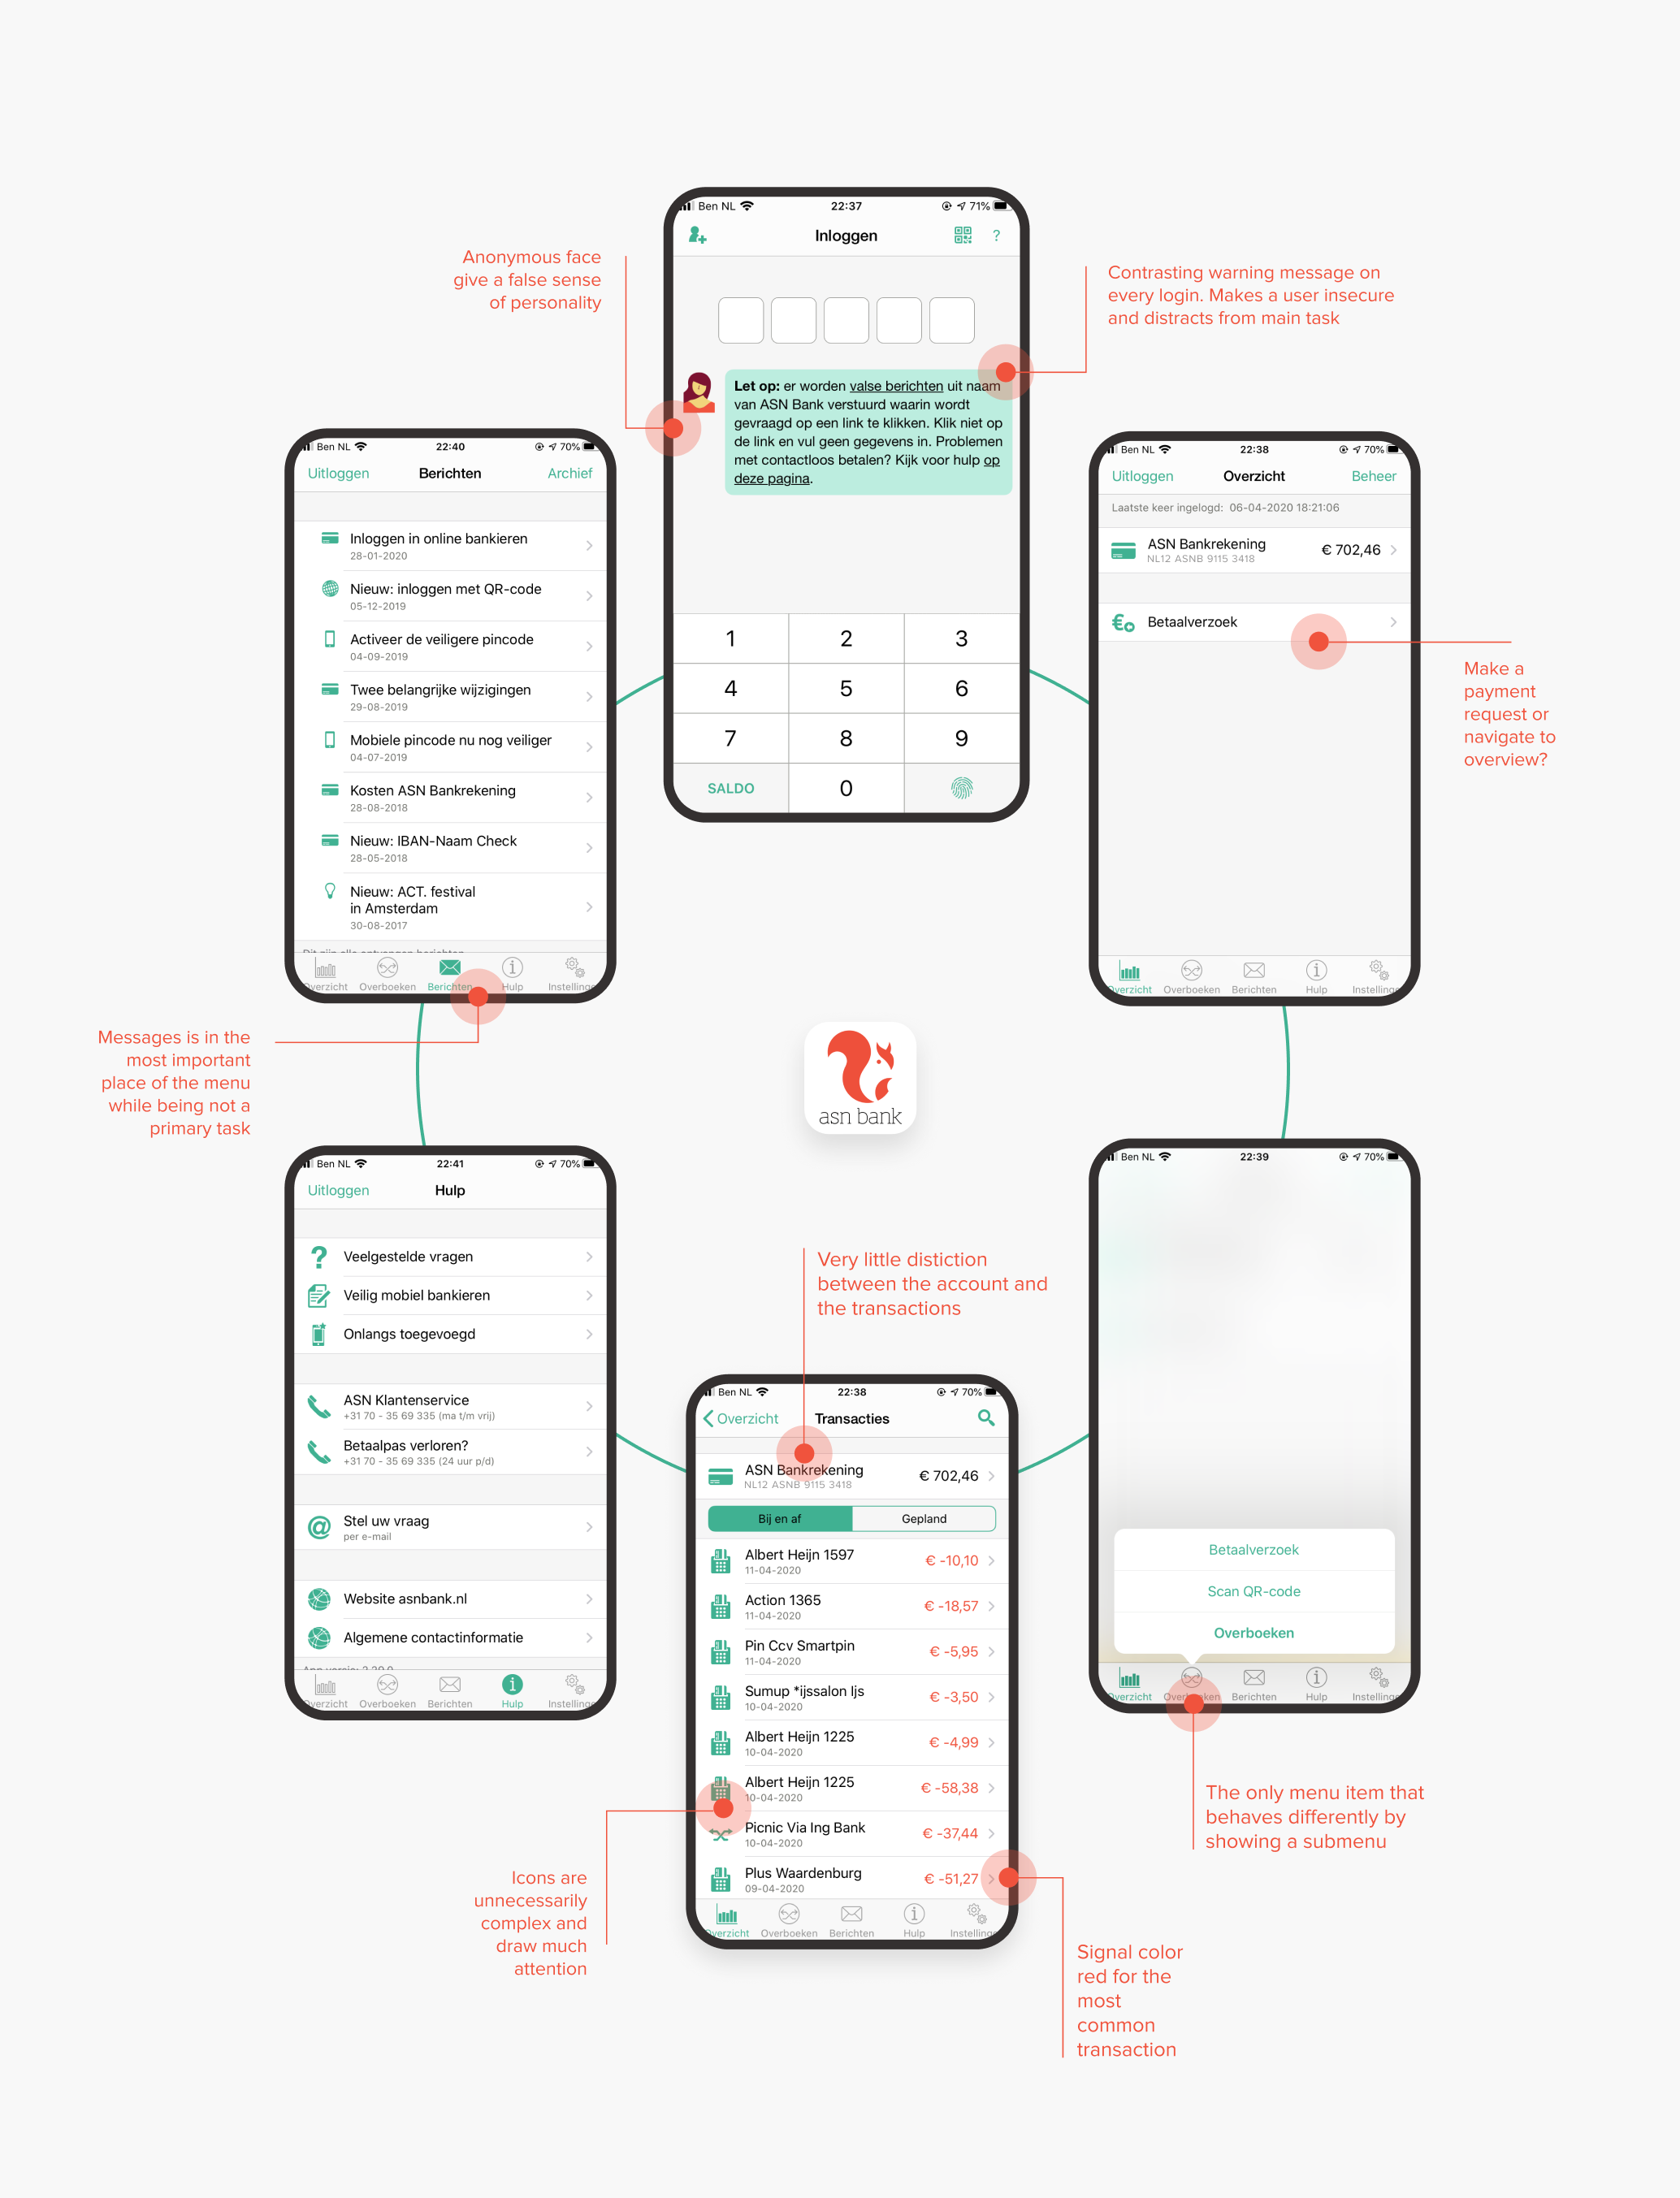 Ben NL
22:37
71%
Inloggen
?
Anonymous face
give a false sense
of personality
Contrasting warning message on
every login. Makes a user insecure
and distracts from main task
Let op: er worden valse berichten uit naam
van ASN Bank verstuurd waarin wordt
gevraagd op een link te klikken. Klik niet op
de link en vul geen gegevens in. Problemen
met contactloos betalen? Kijk voor hulp op
deze pagina.
1 2 3
4 5 6
7 8 9
SALDO 0
Ben NL 22:40 70%
Uitloggen Berichten Archief
Inloggen in online bankieren
28-01-2020
Nieuw: inloggen met QR-code
05-12-2019
Activeer de veiligere pincode
04-09-2019
Twee belangrijke wijzigingen
29-08-2019
Mobiele pincode nu nog veiliger
04-07-2019
Kosten ASN Bankrekening
28-08-2018
Nieuw: IBAN-Naam Check
28-05-2018
Nieuw: ACT. festival
in Amsterdam
30-08-2017
Dit zijn alle ontvangen berichten
Overzicht Overboeken Berichten Hulp Instellinge
Messages is in the
most important
place of the menu
while being not a
primary task
Ben NL 22:38 70%
Uitloggen Overzicht Beheer
Laatste keer ingelogd: 06-04-2020 18:21:06
ASN Bankrekening € 702,46
NL12 ASNB 9115 3418
€ Betaalverzoek
Make a
payment
request or
navigate to
overview?
Overzicht Overboeken Berichten Hulp Instellinge
asn bank
Ben NL 22:41 70%
Uitloggen Hulp
? Veelgestelde vragen
Veilig mobiel bankieren
Onlangs toegevoegd
ASN Klantenservice
+31 70 - 35 69 335 (ma t/m vrij)
Betaalpas verloren?
+31 70 - 35 69 335 (24 uur p/d)
@ Stel uw vraag
per e-mail
Website asnbank.nl
Algemene contactinformatie
Overzicht Overboeken Berichten Hulp Instellinge
Very little distiction
between the account and
the transactions
Ben NL 22:38 70%
Overzicht Transacties
ASN Bankrekening € 702,46
NL12 ASNB 9115 3418
Bij en af Gepland
Albert Heijn 1597 € -10,10
11-04-2020
Action 1365 € -18,57
11-04-2020
Pin Ccv Smartpin € -5,95
11-04-2020
Sumup *ijssalon Ijs € -3,50
10-04-2020
Albert Heijn 1225 € -4,99
10-04-2020
Albert Heijn 1225 € -58,38
10-04-2020
Picnic Via Ing Bank € -37,44
10-04-2020
Plus Waardenburg € -51,27
09-04-2020
Overzicht Overboeken Berichten Hulp Instellinge
Icons are
unnecessarily
complex and
draw much
attention
Signal color
red for the
most
common
transaction
Ben NL 22:39 70%
Betaalverzoek
Scan QR-code
Overboeken
Overzicht Overboeken Berichten Hulp Instellinge
The only menu item that
behaves differently by
showing a submenu